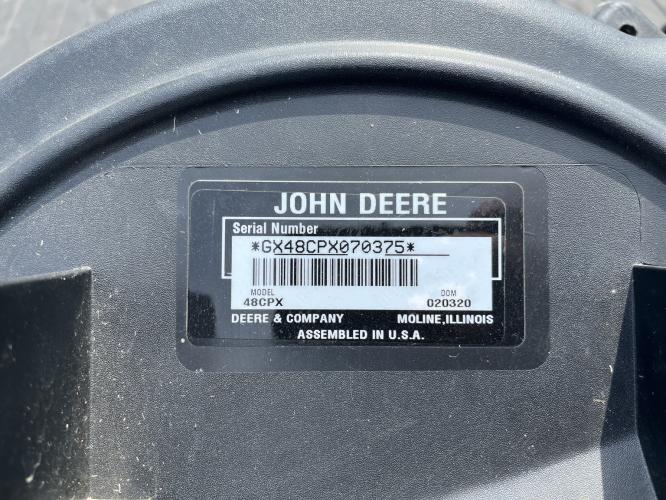 JOHN DEERE
Serial Number
*GX48CPX070375*
MODEL DOM
48CPX 020320
DEERE & COMPANY MOLINE, ILLINOIS
ASSEMBLED IN U.S.A.